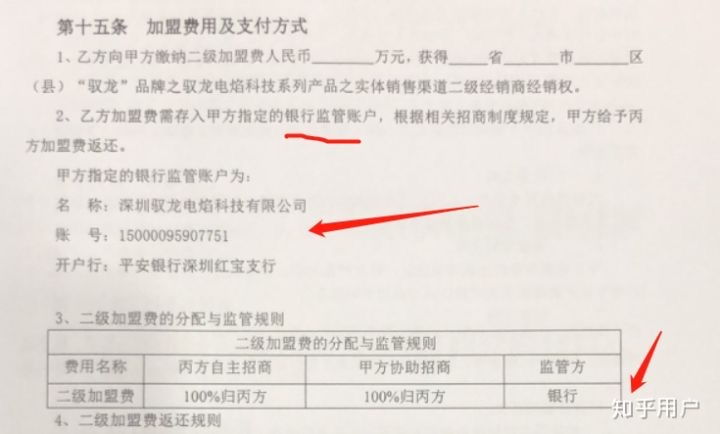 第十五条 加盟费用及支付方式
1、乙方向甲方缴纳二级加盟费人民币______万元，获得____省____市____区
（县）“驭龙”品牌之驭龙电焰科技系列产品之实体销售渠道二级经销商经销权。
2、乙方加盟费需存入甲方指定的银行监管账户，根据相关招商制度规定，甲方给予丙
方加盟费返还。
甲方指定的银行监管账户为：
名 称：深圳驭龙电焰科技有限公司
账 号：15000095907751
开户行：平安银行深圳红宝支行
3、二级加盟费的分配与监管规则
二级加盟费的分配与监管规则
费用名称 丙方自主招商 甲方协助招商 监管方
二级加盟费 100%归丙方 100%归丙方 银行
4、二级加盟费返还规则
知乎用户